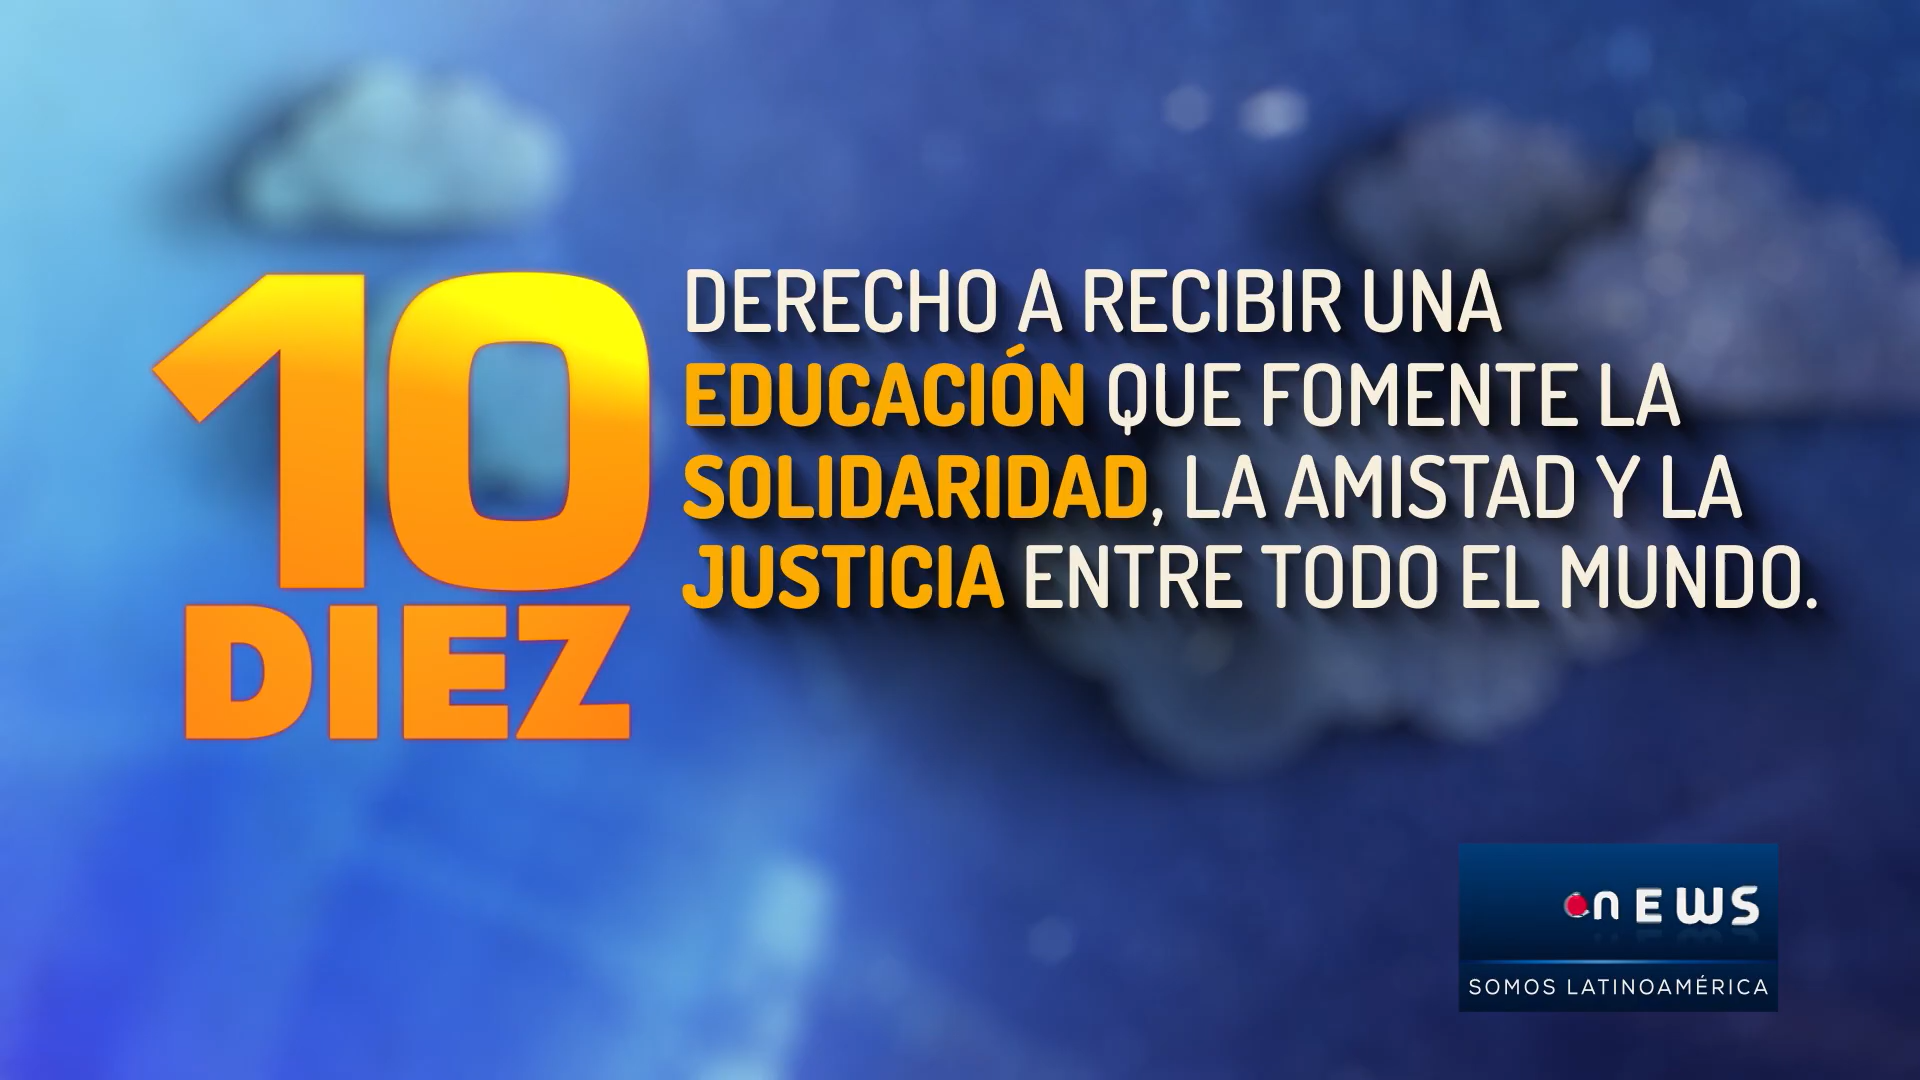 10
DIEZ
DERECHO A RECIBIR UNA
EDUCACIÓN QUE FOMENTE LA
SOLIDARIDAD, LA AMISTAD Y LA
JUSTICIA ENTRE TODO EL MUNDO.
nEWS
SOMOS LATINOAMÉRICA